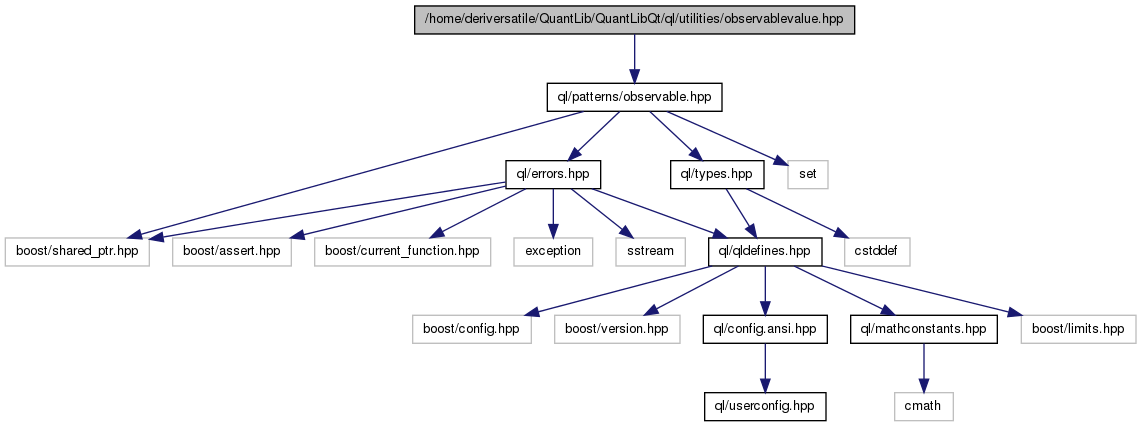 /home/deriversatile/QuantLib/QuantLibQt/ql/utilities/observablevalue.hpp
ql/patterns/observable.hpp
ql/errors.hpp
ql/types.hpp
set
boost/shared_ptr.hpp
boost/assert.hpp
boost/current_function.hpp
exception
sstream
ql/qldefines.hpp
cstddef
boost/config.hpp
boost/version.hpp
ql/config.ansi.hpp
ql/mathconstants.hpp
boost/limits.hpp
ql/userconfig.hpp
cmath